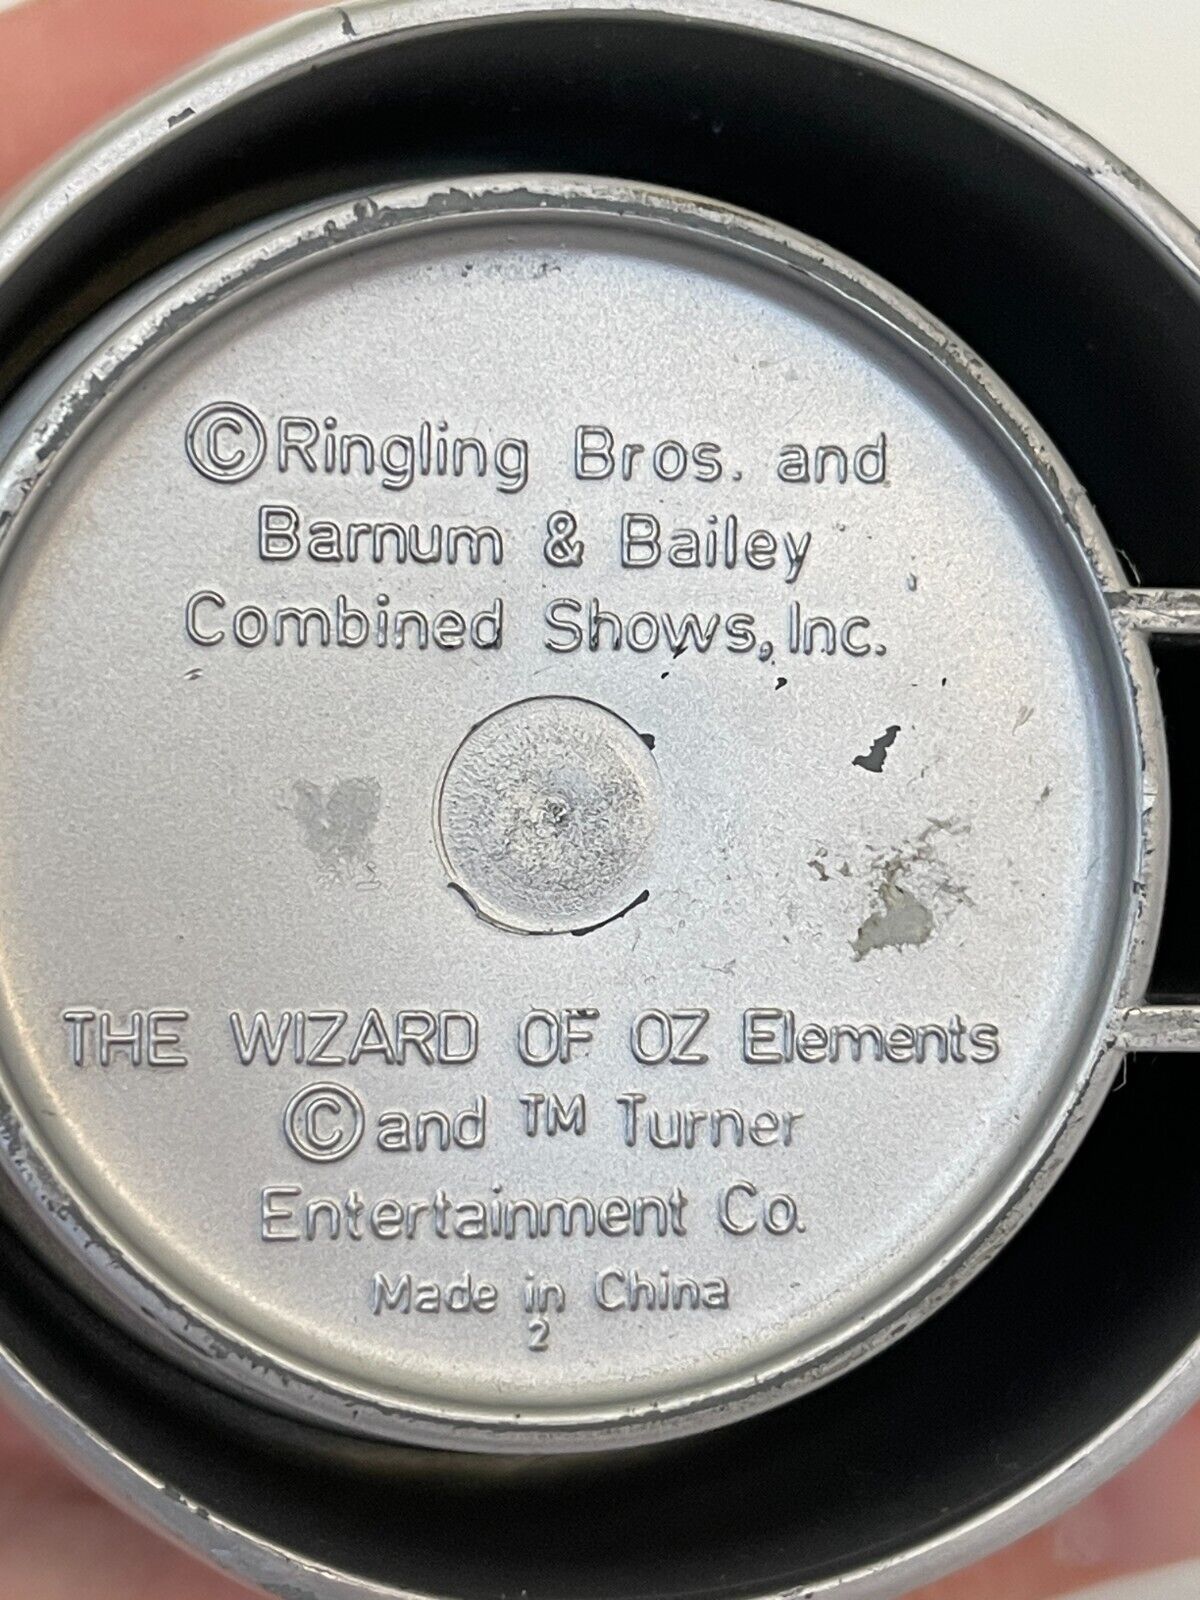 ©Ringling Bros. and
Barnum & Bailey
Combined Shows, Inc.
THE WIZARD OF OZ Elements
© and TM Turner
Entertainment Co.
Made in China
2